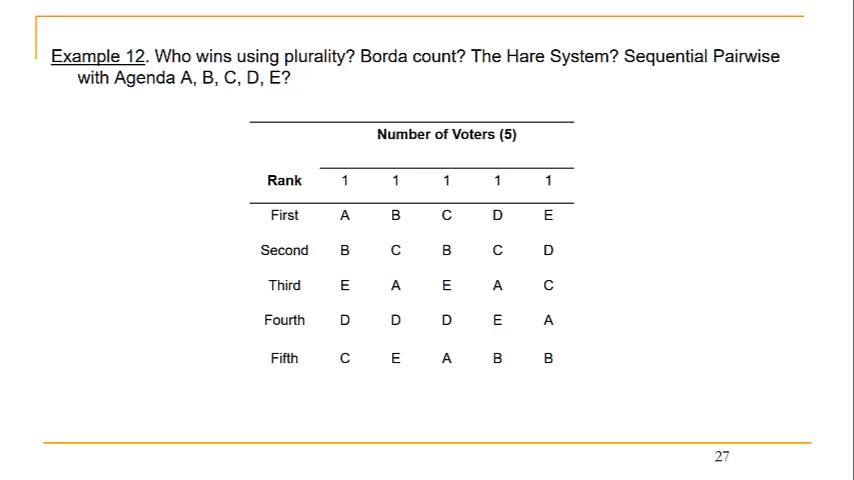 Example 12. Who wins using plurality? Borda count? The Hare System? Sequential Pairwise
with Agenda A, B, C, D, E?
Number of Voters (5)
Rank 1 1 1 1 1
First A B C D E
Second B C B C D
Third E A E A C
Fourth D D D E A
Fifth C E A B B
27